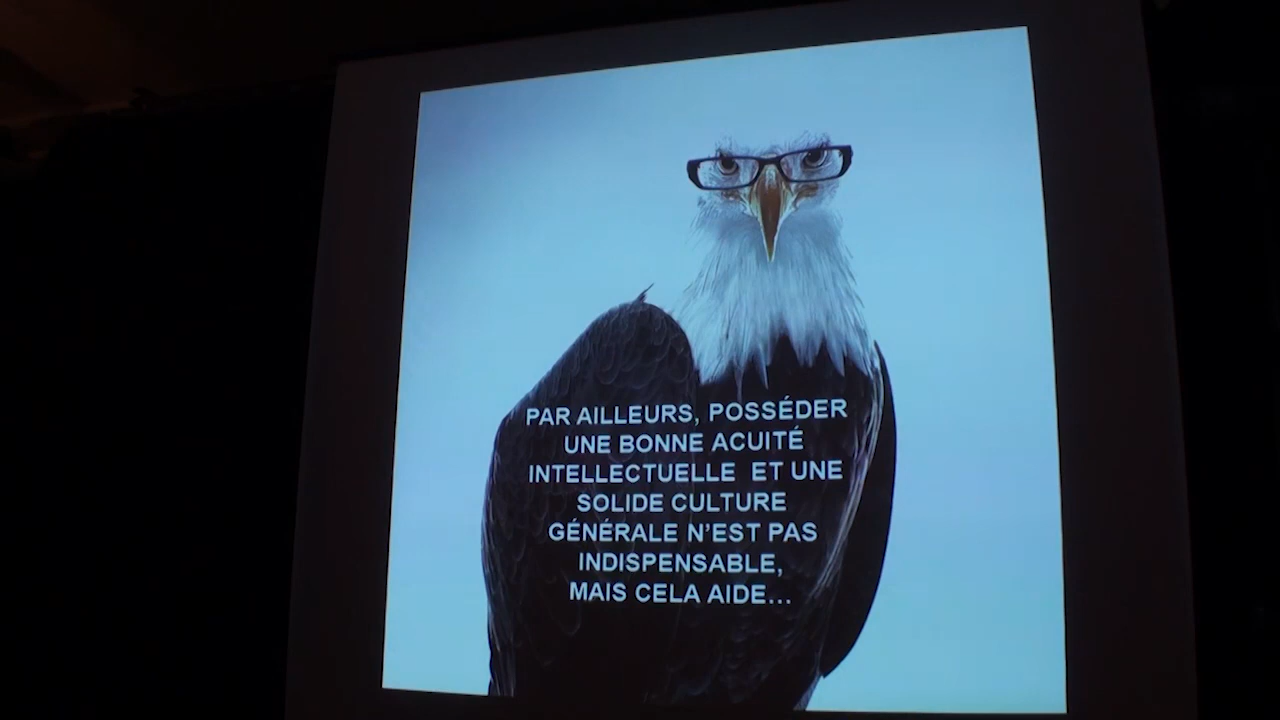 PAR AILLEURS, POSSÉDER
UNE BONNE ACUITÉ
INTELLECTUELLE ET UNE
SOLIDE CULTURE
GÉNÉRALE N’EST PAS
INDISPENSABLE,
MAIS CELA AIDE...